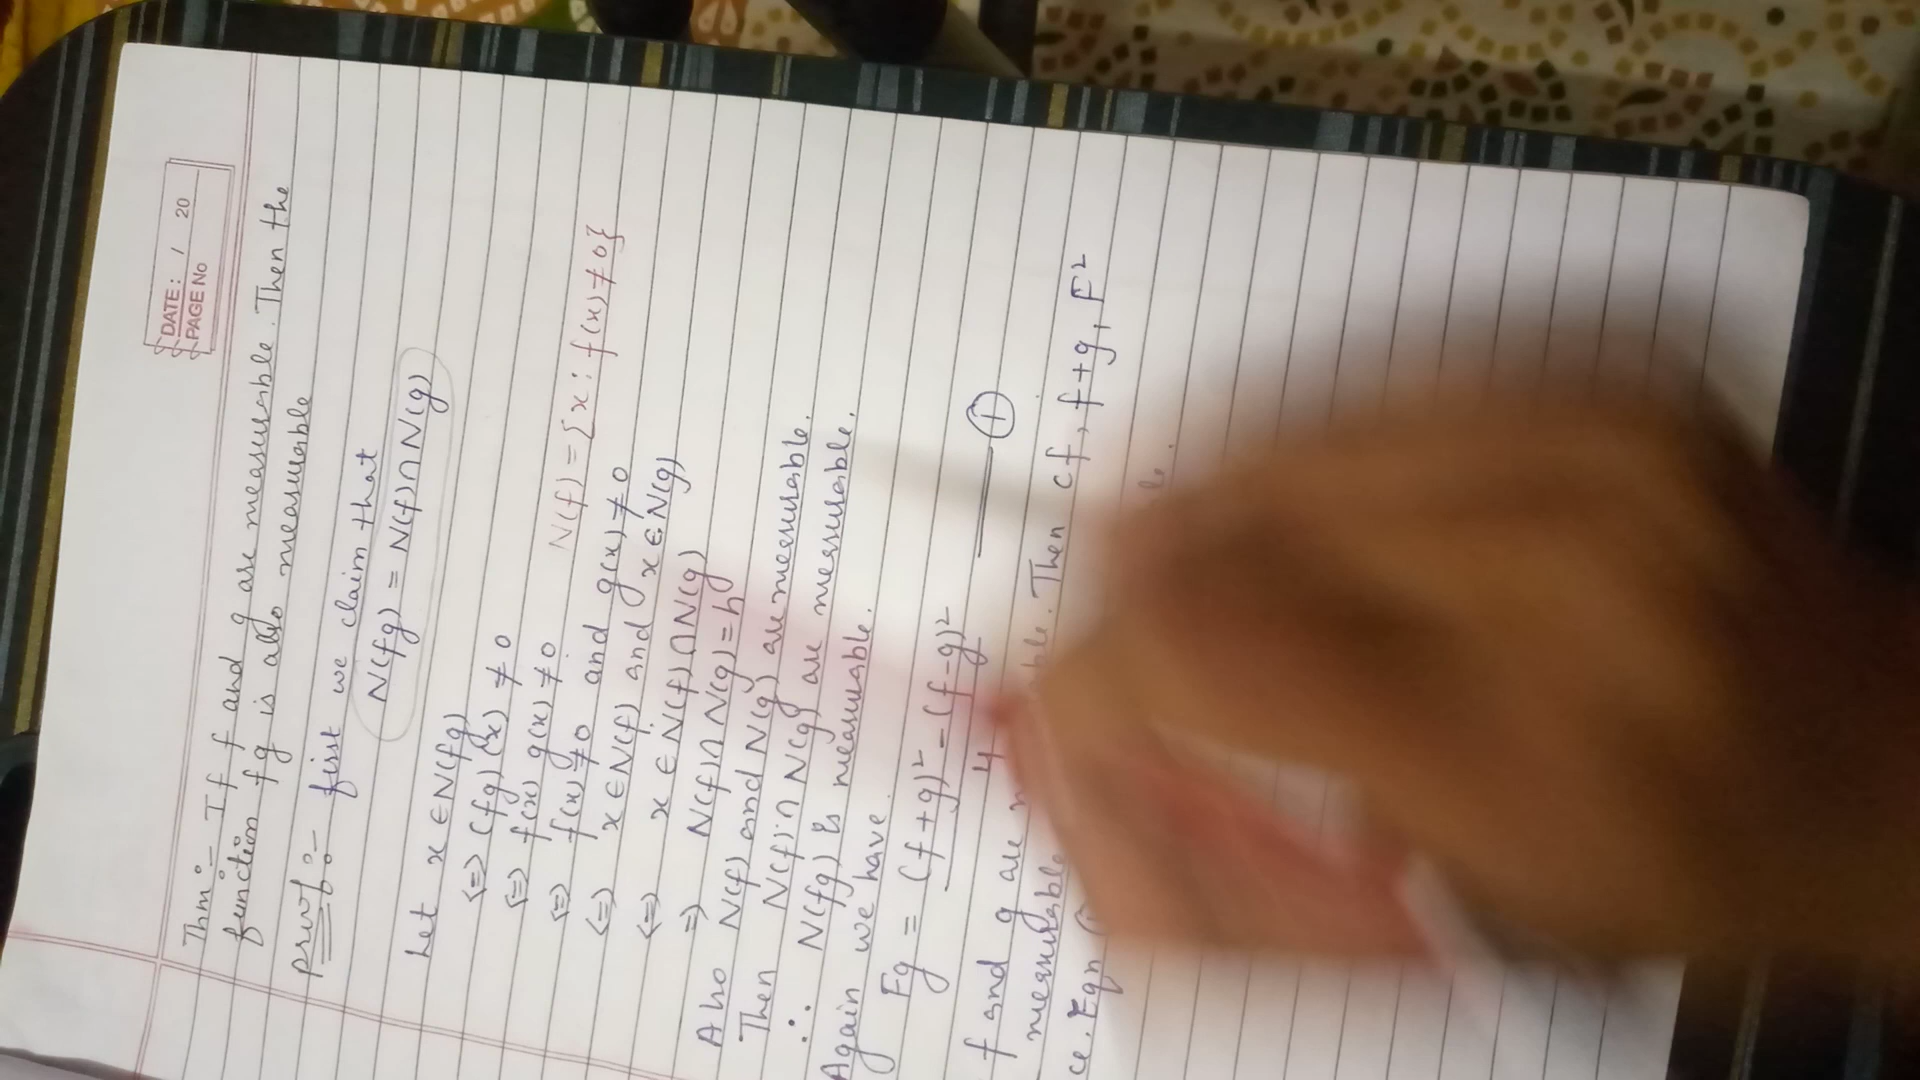 DATE: / 20
PAGE No
Thm:- If f and g are measurable. Then the
function fg is also measurable
proof:- first we claim that
N(fg) = N(f)∩N(g)
Let x ∈ N(fg)
<=> (fg)(x) ≠ 0
<=> f(x) g(x) ≠ 0 N(f) = {x : f(x) ≠ 0}
<=> f(x) ≠ 0 and g(x) ≠ 0
<=> x ∈ N(f) and x ∈ N(g)
<=> x ∈ N(f) ∩ N(g)
=> N(f) ∩ N(g) =
Also N(f) and N(g) are measurable.
Then N(f) ∩ N(g) are measurable.
∴ N(fg) is measurable.
Again we have
Fg = (f+g)² - (f-g)² / 4 —— (1)
f and g are Then cf, f+g, F²
measurable
Eqn